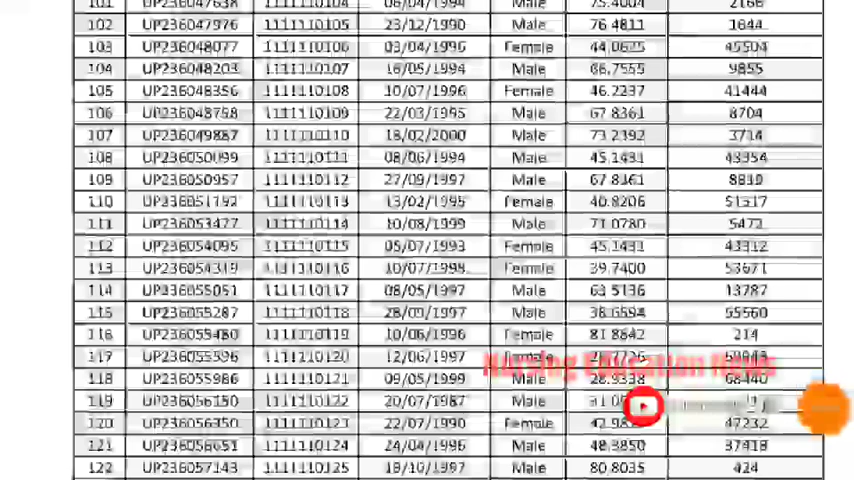 102 UP236047976 1111110105 23/12/1990 Male 76.4811 1644
103 UP236048077 1111110106 03/04/1996 Female 44.0625 45504
104 UP236048203 1111110107 16/05/1994 Male 66.7555 9855
105 UP236048356 1111110108 10/07/1996 Female 46.2237 41444
106 UP236048758 1111110109 22/03/1995 Male 67.8361 8704
107 UP236049887 1111110110 18/02/2000 Male 73.2392 3714
108 UP236050099 1111110111 08/06/1994 Male 45.1431 43354
109 UP236050957 1111110112 27/09/1997 Male 67.8361 8819
110 1111110113 13/02/1995 Female 40.8206 51517
111 UP236053427 1111110114 10/08/1999 Male 71.0780 5472
112 UP236054095 1111110115 05/07/1993 Female 45.1431 43312
113 UP236054319 1111110116 10/07/1998 Female 39.7400 53671
114 UP236055051 1111110117 08/05/1997 Male 63.5136 13787
115 UP236055287 1111110118 28/09/1997 Male 38.6594 55560
116 UP236055480 1111110119 10/06/1996 Female 81.8842 214
117 UP236055596 1111110120 12/06/1997
Nursing Education News
118 UP236055986 1111110121 09/05/1999 Male 28.9338 68440
119 UP236056150 1111110122 20/07/1987 Male
120 UP236056350 1111110123 22/07/1990 Female 47232
121 UP236056651 1111110124 24/04/1996 Male 48.3850 37418
122 UP236057143 1111110125 18/10/1997 Male 80.8035 424